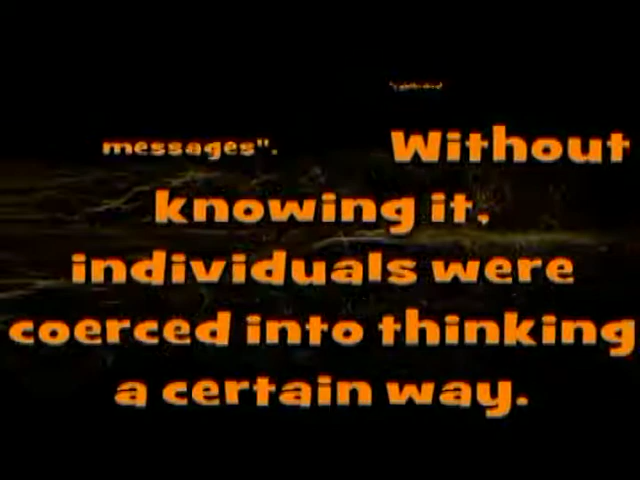 messages". Without
knowing it,
individuals were
coerced into thinking
a certain way.